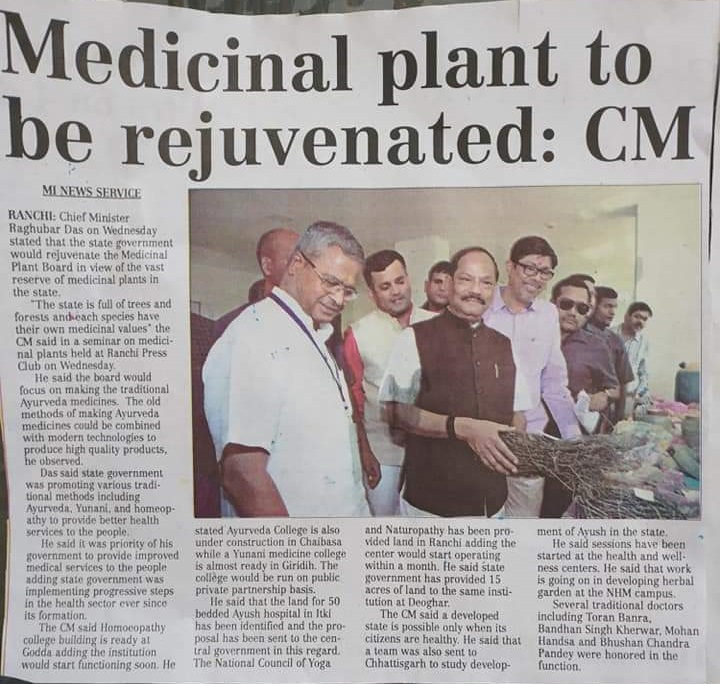 Medicinal plant to
be rejuvenated: CM
MI NEWS SERVICE
RANCHI: Chief Minister
Raghubar Das on Wednesday
stated that the state government
would rejuvenate the Medicinal
Plant Board in view of the vast
reserve of medicinal plants in
the state.
"The state is full of trees and
forests and each species have
their own medicinal values" the
CM said in a seminar on medici-
nal plants held at Ranchi Press
Club on Wednesday.
He said the board would
focus on making the traditional
Ayurveda medicines. The old
methods of making Ayurveda
medicines could be combined
with modern technologies to
produce high quality products,
he observed.
Das said state government
was promoting various tradi-
tional methods including
Ayurveda, Yunani, and homeop-
athy to provide better health
services to the people.
He said it was priority of his
government to provide improved
medical services to the people
adding state government was
implementing progressive steps
in the health sector ever since
its formation.
The CM said Homoeopathy
college building is ready at
Godda adding the institution
would start functioning soon. He
stated Ayurveda College is also
under construction in Chaibasa
while a Yunani medicine college
is almost ready in Giridih. The
college would be run on public
private partnership basis.
He said that the land for 50
bedded Ayush hospital in Itki
has been identified and the pro-
posal has been sent to the cen-
tral government in this regard.
The National Council of Yoga
and Naturopathy has been pro-
vided land in Ranchi adding the
center would start operating
within a month. He said state
government has provided 15
acres of land to the same insti-
tution at Deoghar.
The CM said a developed
state is possible only when its
citizens are healthy. He said that
a team was also sent to
Chhattisgarh to study develop-
ment of Ayush in the state.
He said sessions have been
started at the health and well-
ness centers. He said that work
is going on in developing herbal
garden at the NHM campus.
Several traditional doctors
including Toran Banra,
Bandhan Singh Kherwar, Mohan
Handsa and Bhushan Chandra
Pandey were honored in the
function.